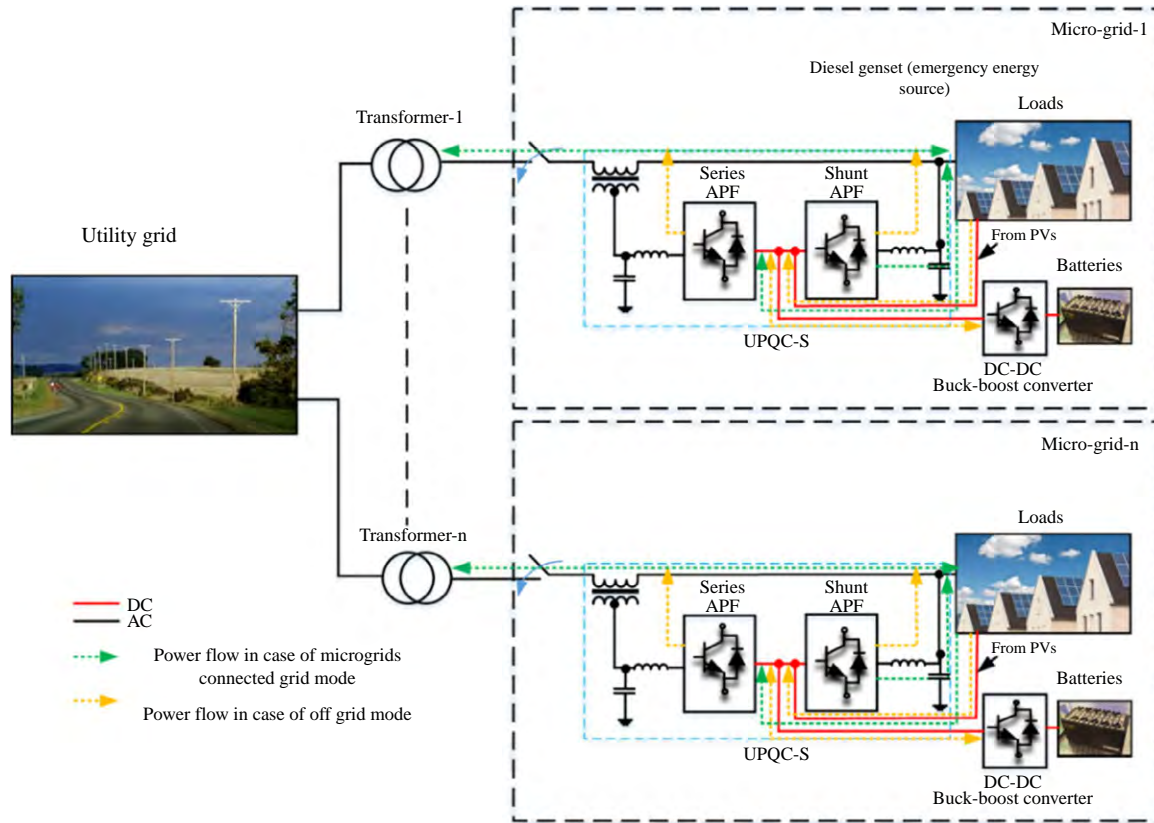 Micro-grid-1
Diesel genset (emergency energy
source)
Transformer-1
Loads
Series
APF
Shunt
APF
Utility grid
From PVs
Batteries
UPQC-S
DC-DC
Buck-boost converter
Micro-grid-n
Transformer-n
Loads
Series
APF
Shunt
APF
DC
AC
From PVs
Power flow in case of microgrids
connected grid mode
Batteries
Power flow in case of off grid mode
UPQC-S
DC-DC
Buck-boost converter